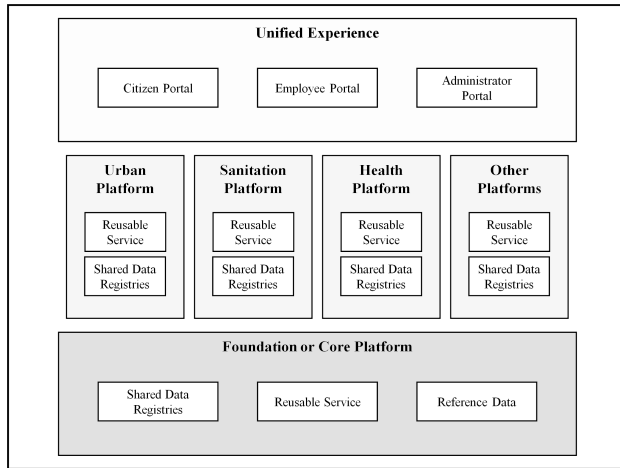 Unified Experience
Citizen Portal
Employee Portal
Administrator
Portal
Urban
Platform
Reusable
Service
Shared Data
Registries
Sanitation
Platform
Reusable
Service
Shared Data
Registries
Health
Platform
Reusable
Service
Shared Data
Registries
Other
Platforms
Reusable
Service
Shared Data
Registries
Foundation or Core Platform
Shared Data
Registries
Reusable Service
Reference Data